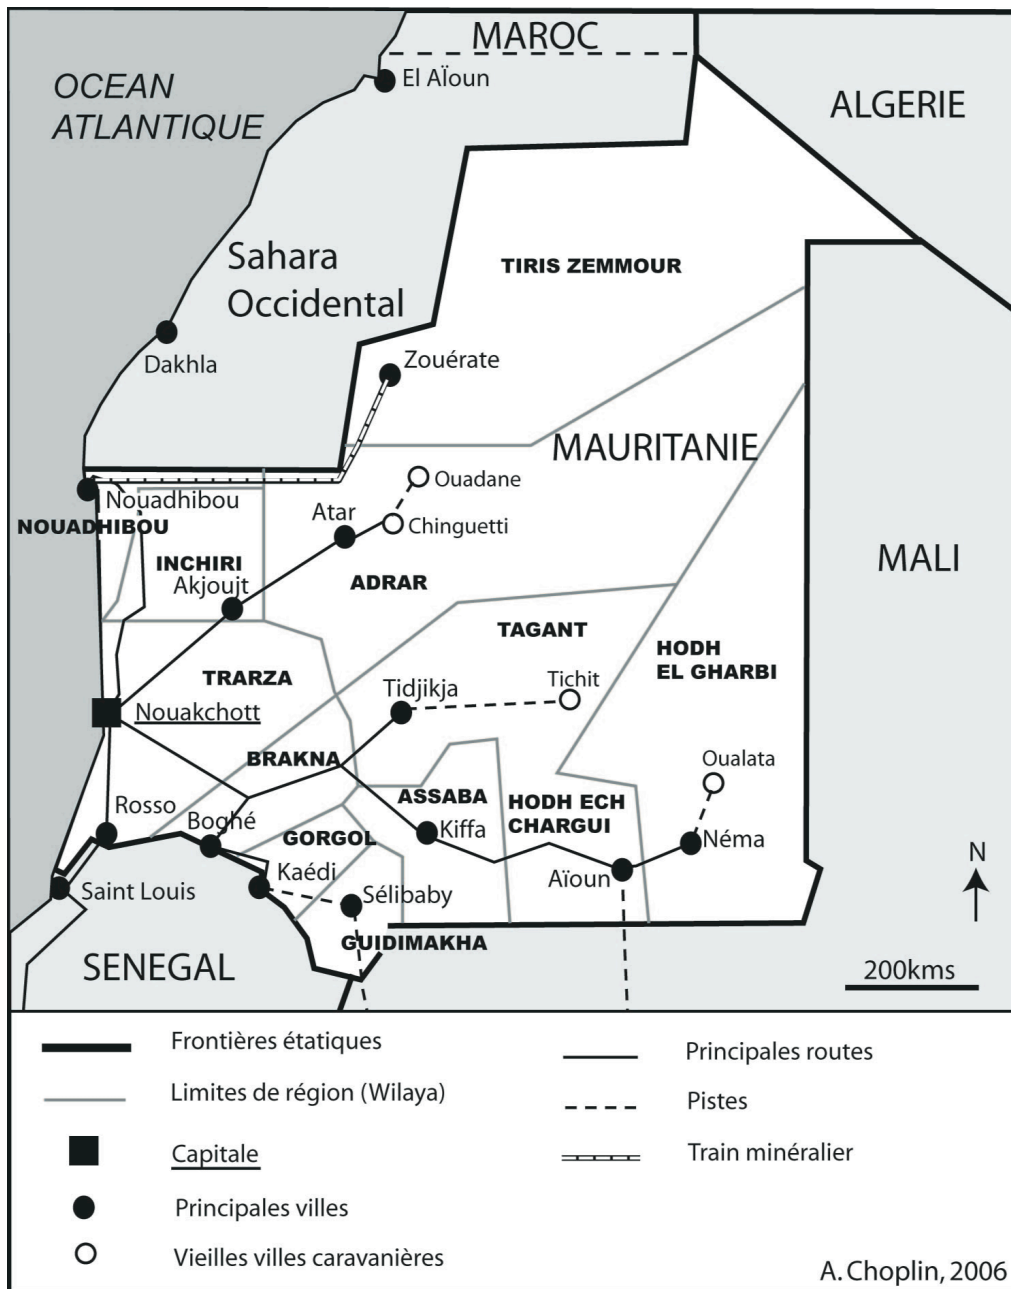 MAROC
OCEAN
ATLANTIQUE
El AÏoun
ALGERIE
Sahara
Occidental
TIRIS ZEMMOUR
Dakhla
Zouérate
MAURITANIE
Ouadane
Nouadhibou
NOUADHIBOU
Atar
Chinguetti
INCHIRI
MALI
Akjoujt
ADRAR
TAGANT
HODH
EL GHARBI
TRARZA
Tichit
Tidjikja
Nouakchott
BRAKNA
Oualata
ASSABA
HODH ECH
CHARGUI
Rosso
Boghé
GORGOL
Kiffa
Néma
Kaédi
Aïoun
N
Saint Louis
Sélibaby
GUIDIMAKHA
SENEGAL
200kms
Frontières étatiques
Limites de région (Wilaya)
Capitale
Principales villes
Vieilles villes caravanières
Principales routes
Pistes
Train minéralier
A. Choplin, 2006